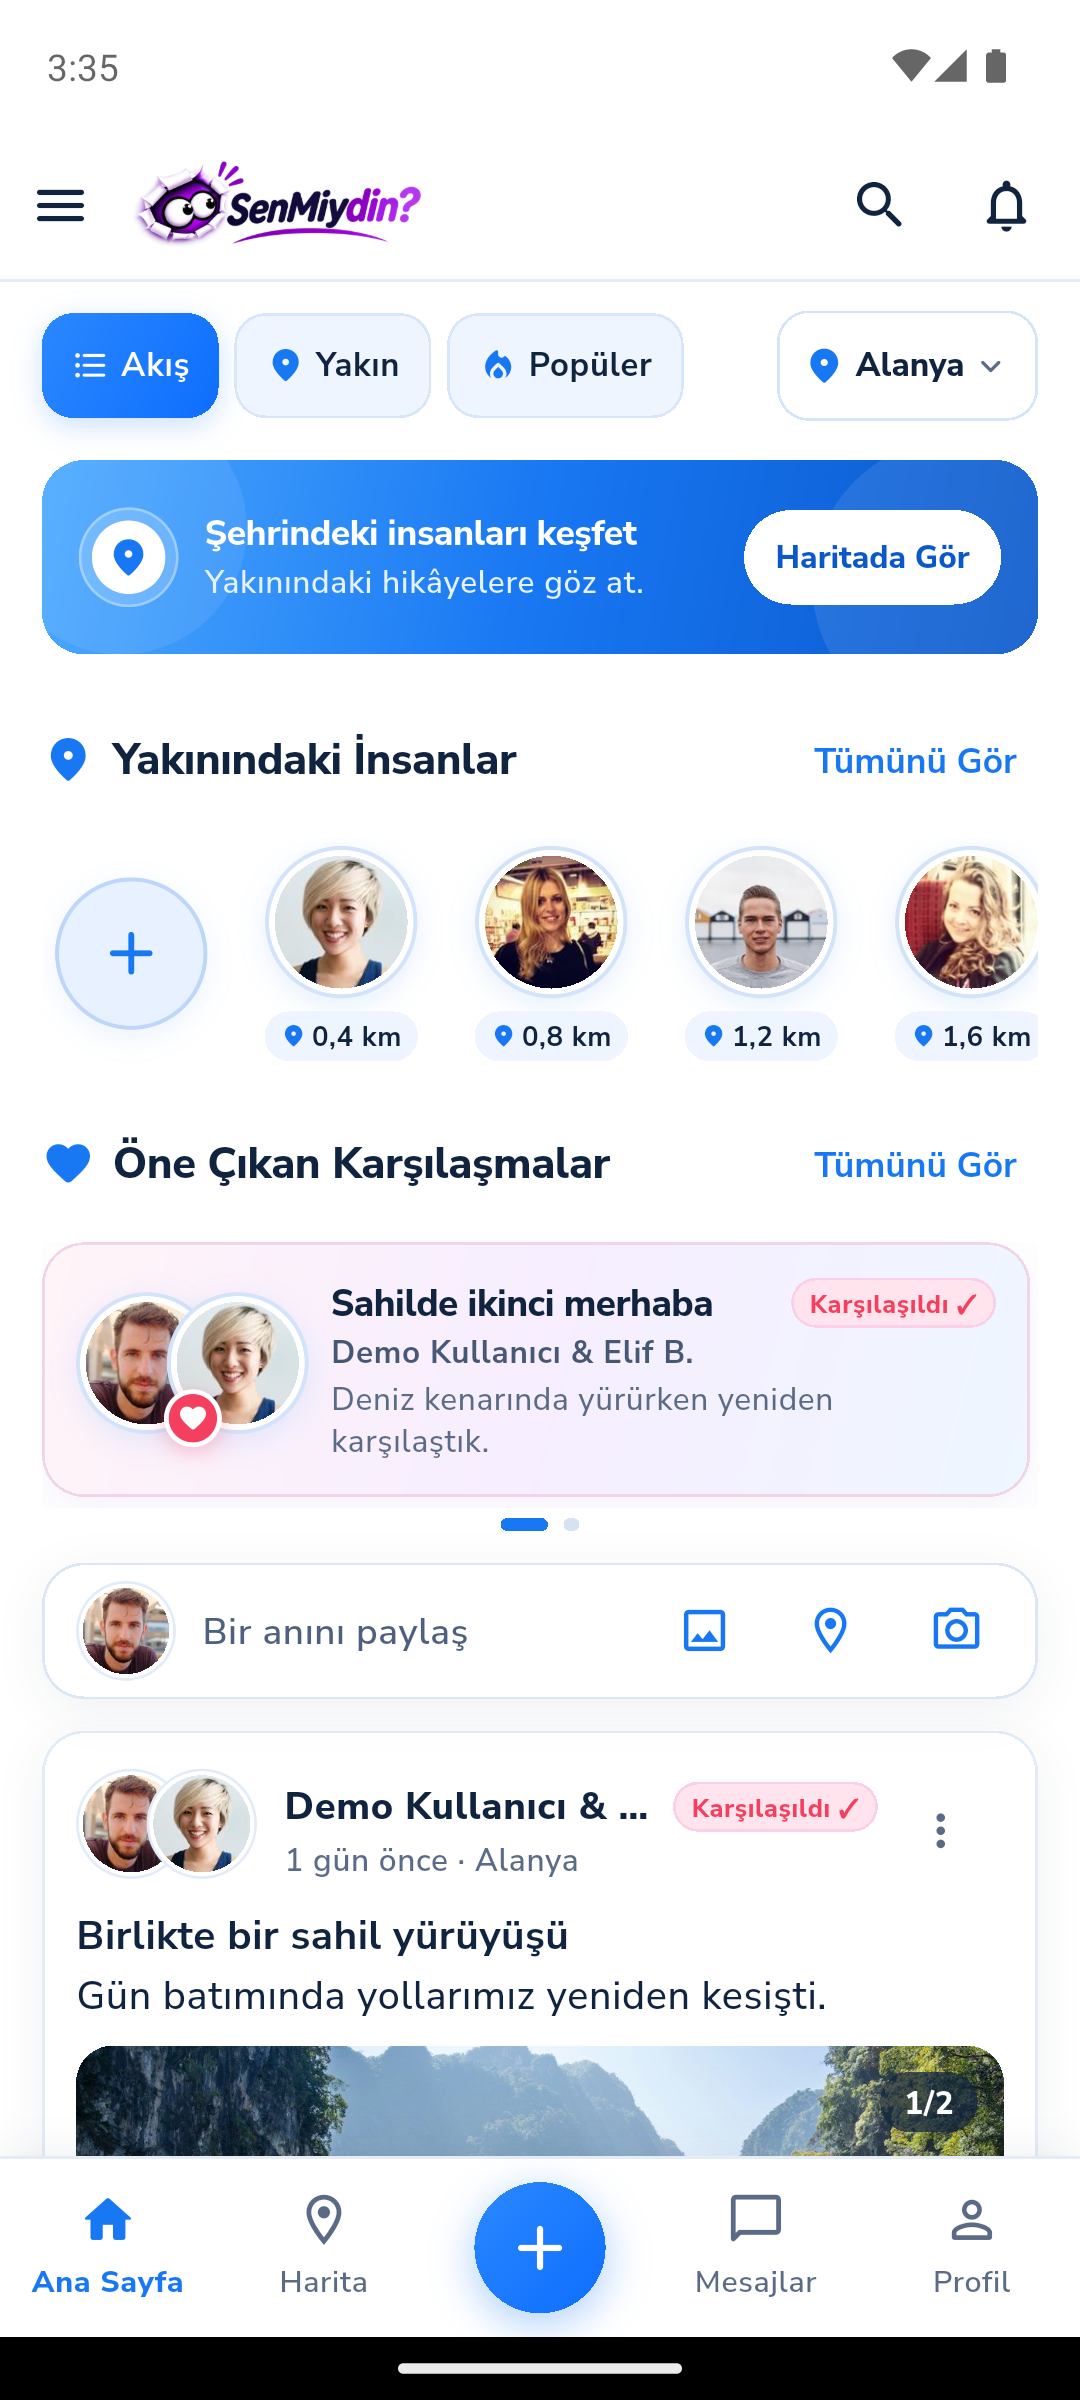 3:35
SenMiydin?
Akış
Yakın
Popüler
Alanya
Şehrindeki insanları keşfet
Yakınındaki hikâyelere göz at.
Haritada Gör
Yakınındaki İnsanlar
Tümünü Gör
0,4 km
0,8 km
1,2 km
1,6 km
Öne Çıkan Karşılaşmalar
Tümünü Gör
Sahilde ikinci merhaba
Karşılaşıldı ✓
Demo Kullanıcı & Elif B.
Deniz kenarında yürürken yeniden
karşılaştık.
Bir anını paylaş
Demo Kullanıcı & ...
Karşılaşıldı ✓
1 gün önce · Alanya
Birlikte bir sahil yürüyüşü
Gün batımında yollarımız yeniden kesişti.
1/2
Ana Sayfa
Harita
Mesajlar
Profil